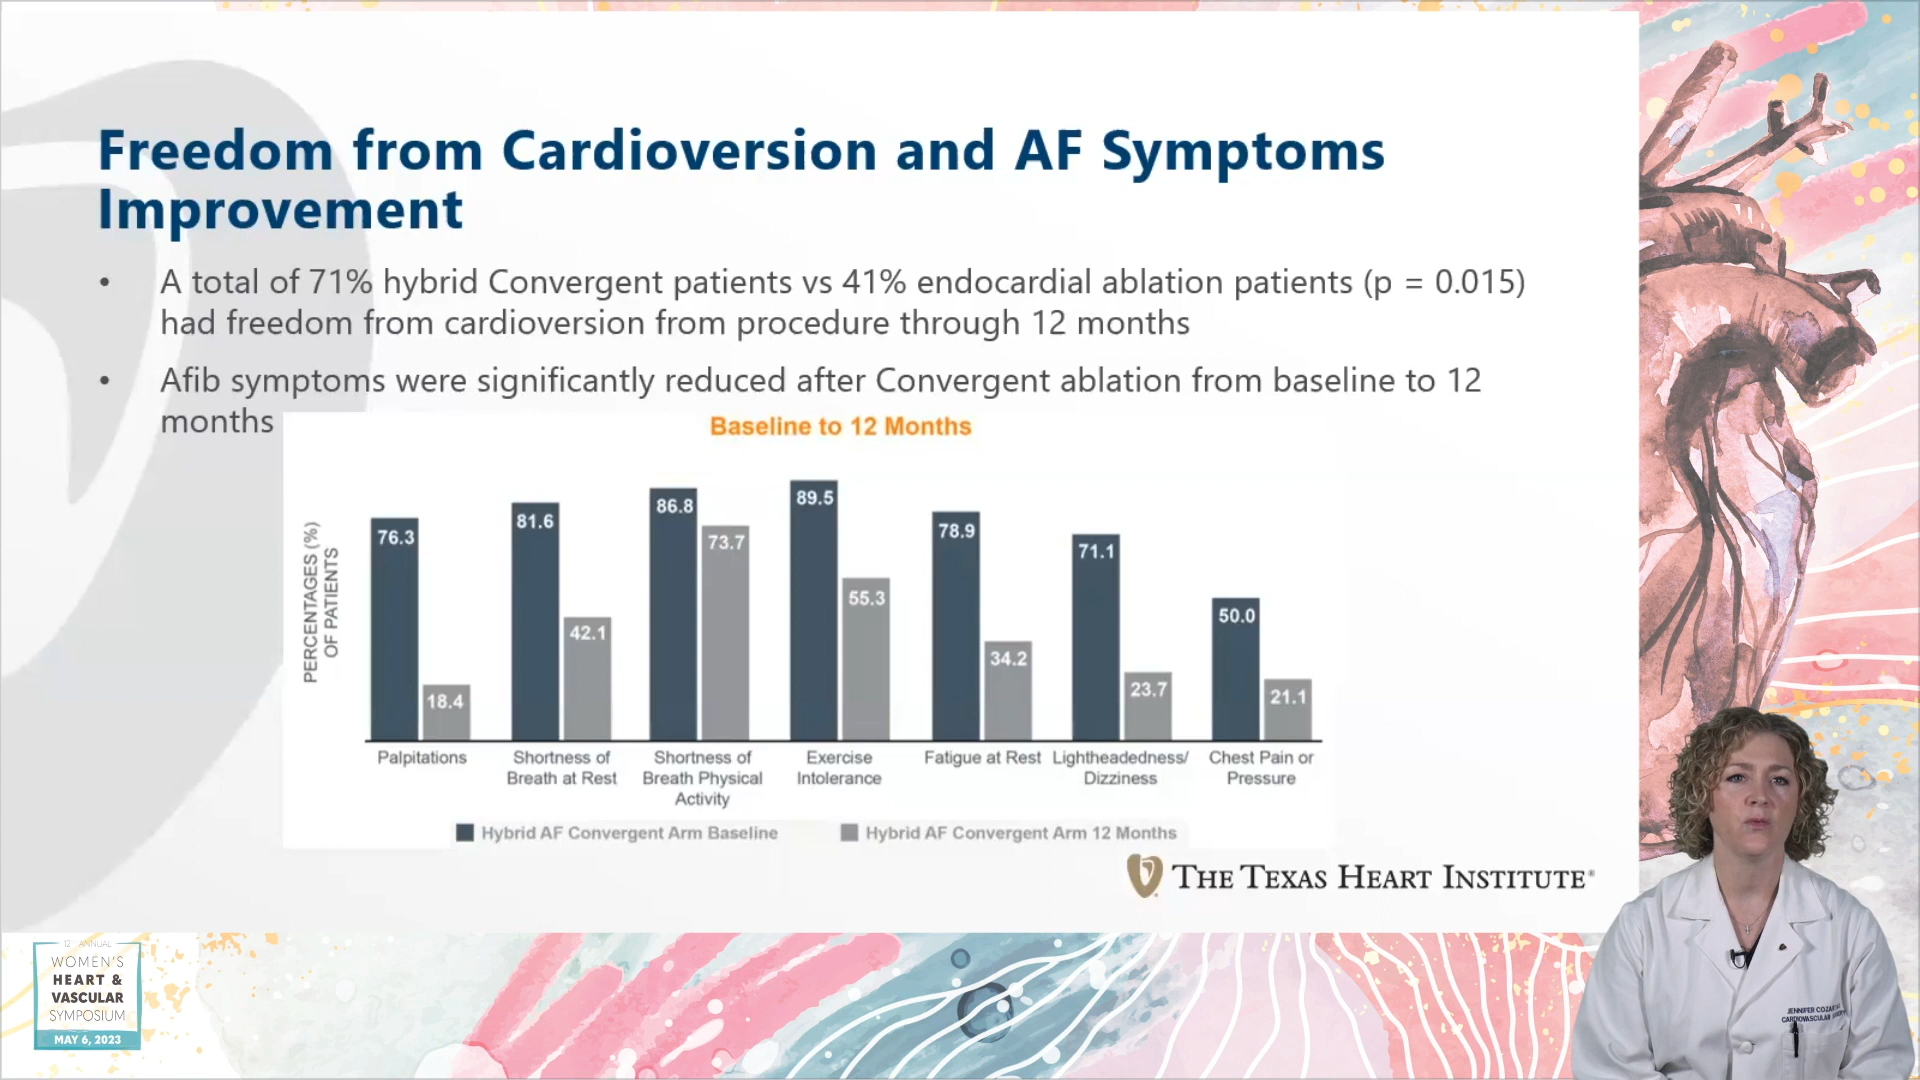 Freedom from Cardioversion and AF Symptoms
Improvement
• A total of 71% hybrid Convergent patients vs 41% endocardial ablation patients (p = 0.015)
had freedom from cardioversion from procedure through 12 months
• Afib symptoms were significantly reduced after Convergent ablation from baseline to 12
months
Baseline to 12 Months
PERCENTAGES (%)
OF PATIENTS
76.3
18.4
81.6
42.1
86.8
73.7
89.5
55.3
78.9
34.2
71.1
23.7
50.0
21.1
Palpitations
Shortness of
Breath at Rest
Shortness of
Breath Physical
Activity
Exercise
Intolerance
Fatigue at Rest
Lightheadedness/
Dizziness
Chest Pain or
Pressure
Hybrid AF Convergent Arm Baseline
Hybrid AF Convergent Arm 12 Months
THE TEXAS HEART INSTITUTE®
12 ANNUAL
WOMEN'S
HEART &
VASCULAR
SYMPOSIUM
MAY 6, 2023
JENNIFER
CARDIOVASCULAR